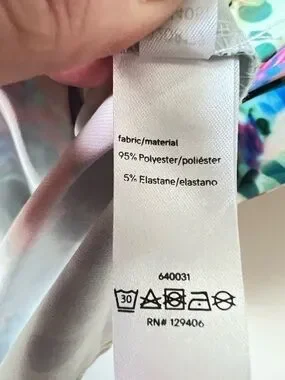 fabric/material
95% Polyester/poliéster
5% Elastane/elastano
640031
30
RN# 129406